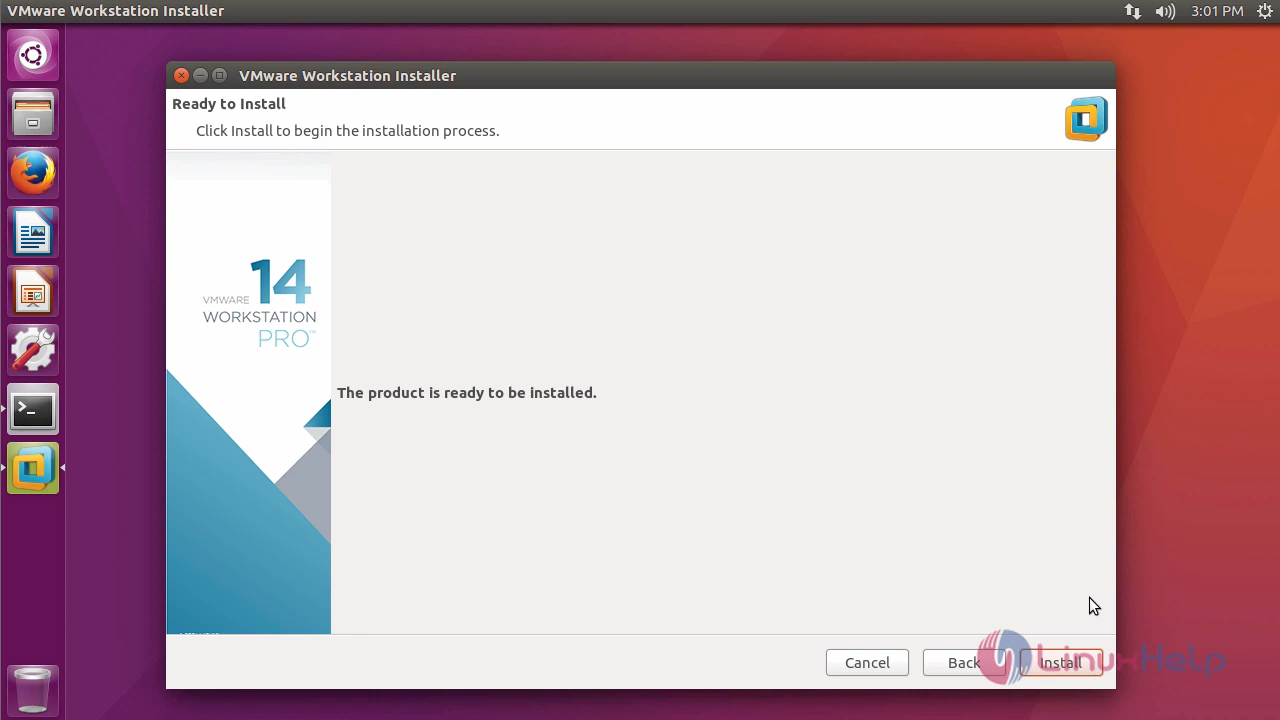 VMware Workstation Installer
3:01 PM
VMware Workstation Installer
Ready to Install
Click Install to begin the installation process.
14
VMWARE
WORKSTATION
PRO™
The product is ready to be installed.
Cancel
Back
Install
LinuxHelp